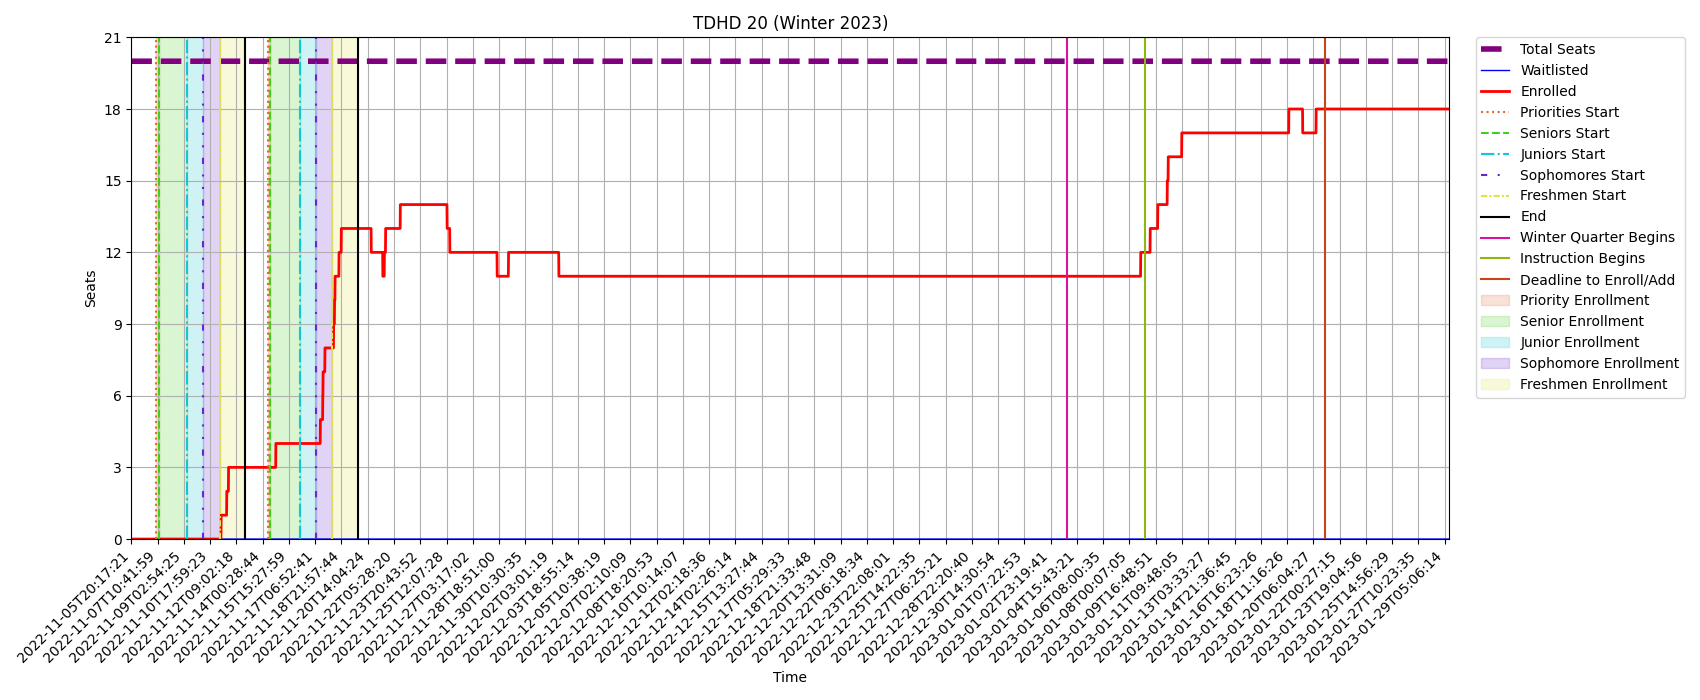 TDHD 20 (Winter 2023)
21
18
15
12
9
6
3
0
Seats
2022-11-05T20:17:21
2022-11-07T10:41:59
2022-11-09T02:54:25
2022-11-10T17:59:23
2022-11-12T09:02:18
2022-11-14T00:28:44
2022-11-15T15:27:59
2022-11-17T06:52:41
2022-11-18T21:57:44
2022-11-20T14:04:24
2022-11-22T05:28:20
2022-11-23T20:43:52
2022-11-25T12:07:28
2022-11-27T03:17:02
2022-11-28T18:51:00
2022-11-30T10:30:35
2022-12-02T03:01:19
2022-12-03T18:55:14
2022-12-05T10:38:19
2022-12-07T02:10:09
2022-12-08T18:20:53
2022-12-10T10:14:07
2022-12-12T02:18:36
2022-12-14T02:26:14
2022-12-15T13:27:44
2022-12-17T05:29:33
2022-12-18T21:33:48
2022-12-20T13:31:09
2022-12-22T06:18:34
2022-12-23T22:08:01
2022-12-25T14:22:35
2022-12-27T06:25:21
2022-12-28T22:20:40
2022-12-30T14:30:54
2023-01-01T07:22:53
2023-01-02T23:19:41
2023-01-04T15:43:21
2023-01-06T08:00:35
2023-01-08T00:07:05
2023-01-09T16:48:51
2023-01-11T09:48:05
2023-01-13T03:33:27
2023-01-14T21:36:45
2023-01-16T16:23:26
2023-01-18T11:16:26
2023-01-20T06:04:27
2023-01-22T00:27:15
2023-01-23T19:04:56
2023-01-25T14:56:29
2023-01-27T10:23:35
2023-01-29T05:06:14
Time
Total Seats
Waitlisted
Enrolled
Priorities Start
Seniors Start
Juniors Start
Sophomores Start
Freshmen Start
End
Winter Quarter Begins
Instruction Begins
Deadline to Enroll/Add
Priority Enrollment
Senior Enrollment
Junior Enrollment
Sophomore Enrollment
Freshmen Enrollment